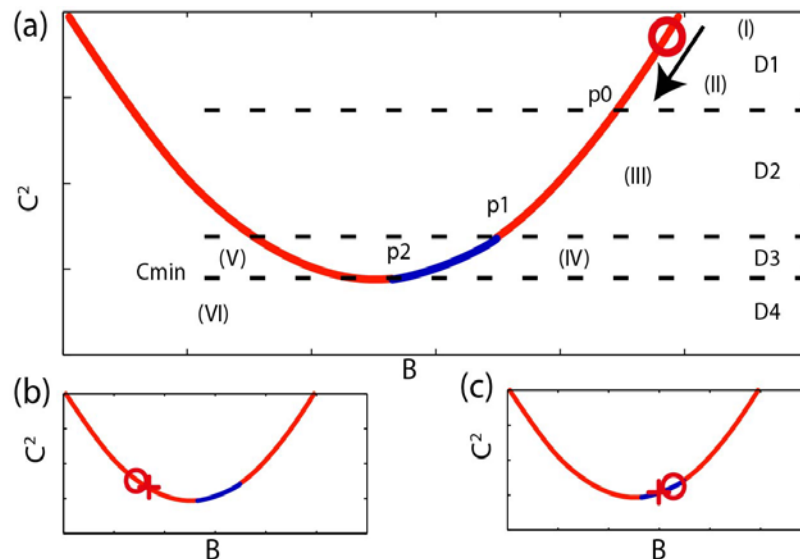 (a)
(I)
D1
(II)
p0
D2
(III)
C²
p1
(V)
p2
(IV)
D3
Cmin
(VI)
D4
B
(b)
(c)
C²
C²
B
B